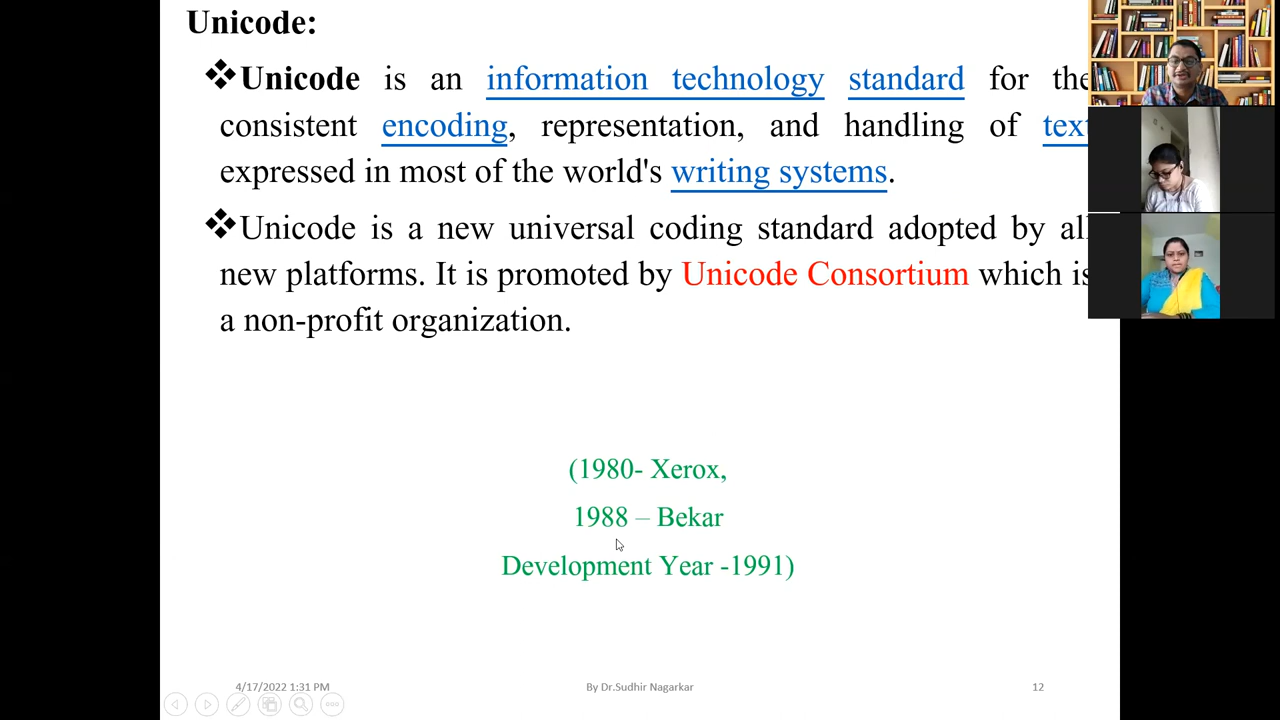 Unicode:
❖Unicode is an information technology standard for the
consistent encoding, representation, and handling of text
expressed in most of the world's writing systems.
❖Unicode is a new universal coding standard adopted by all
new platforms. It is promoted by Unicode Consortium which is
a non-profit organization.
(1980- Xerox,
1988 – Bekar
Development Year -1991)
4/17/2022 1:31 PM By Dr.Sudhir Nagarkar 12